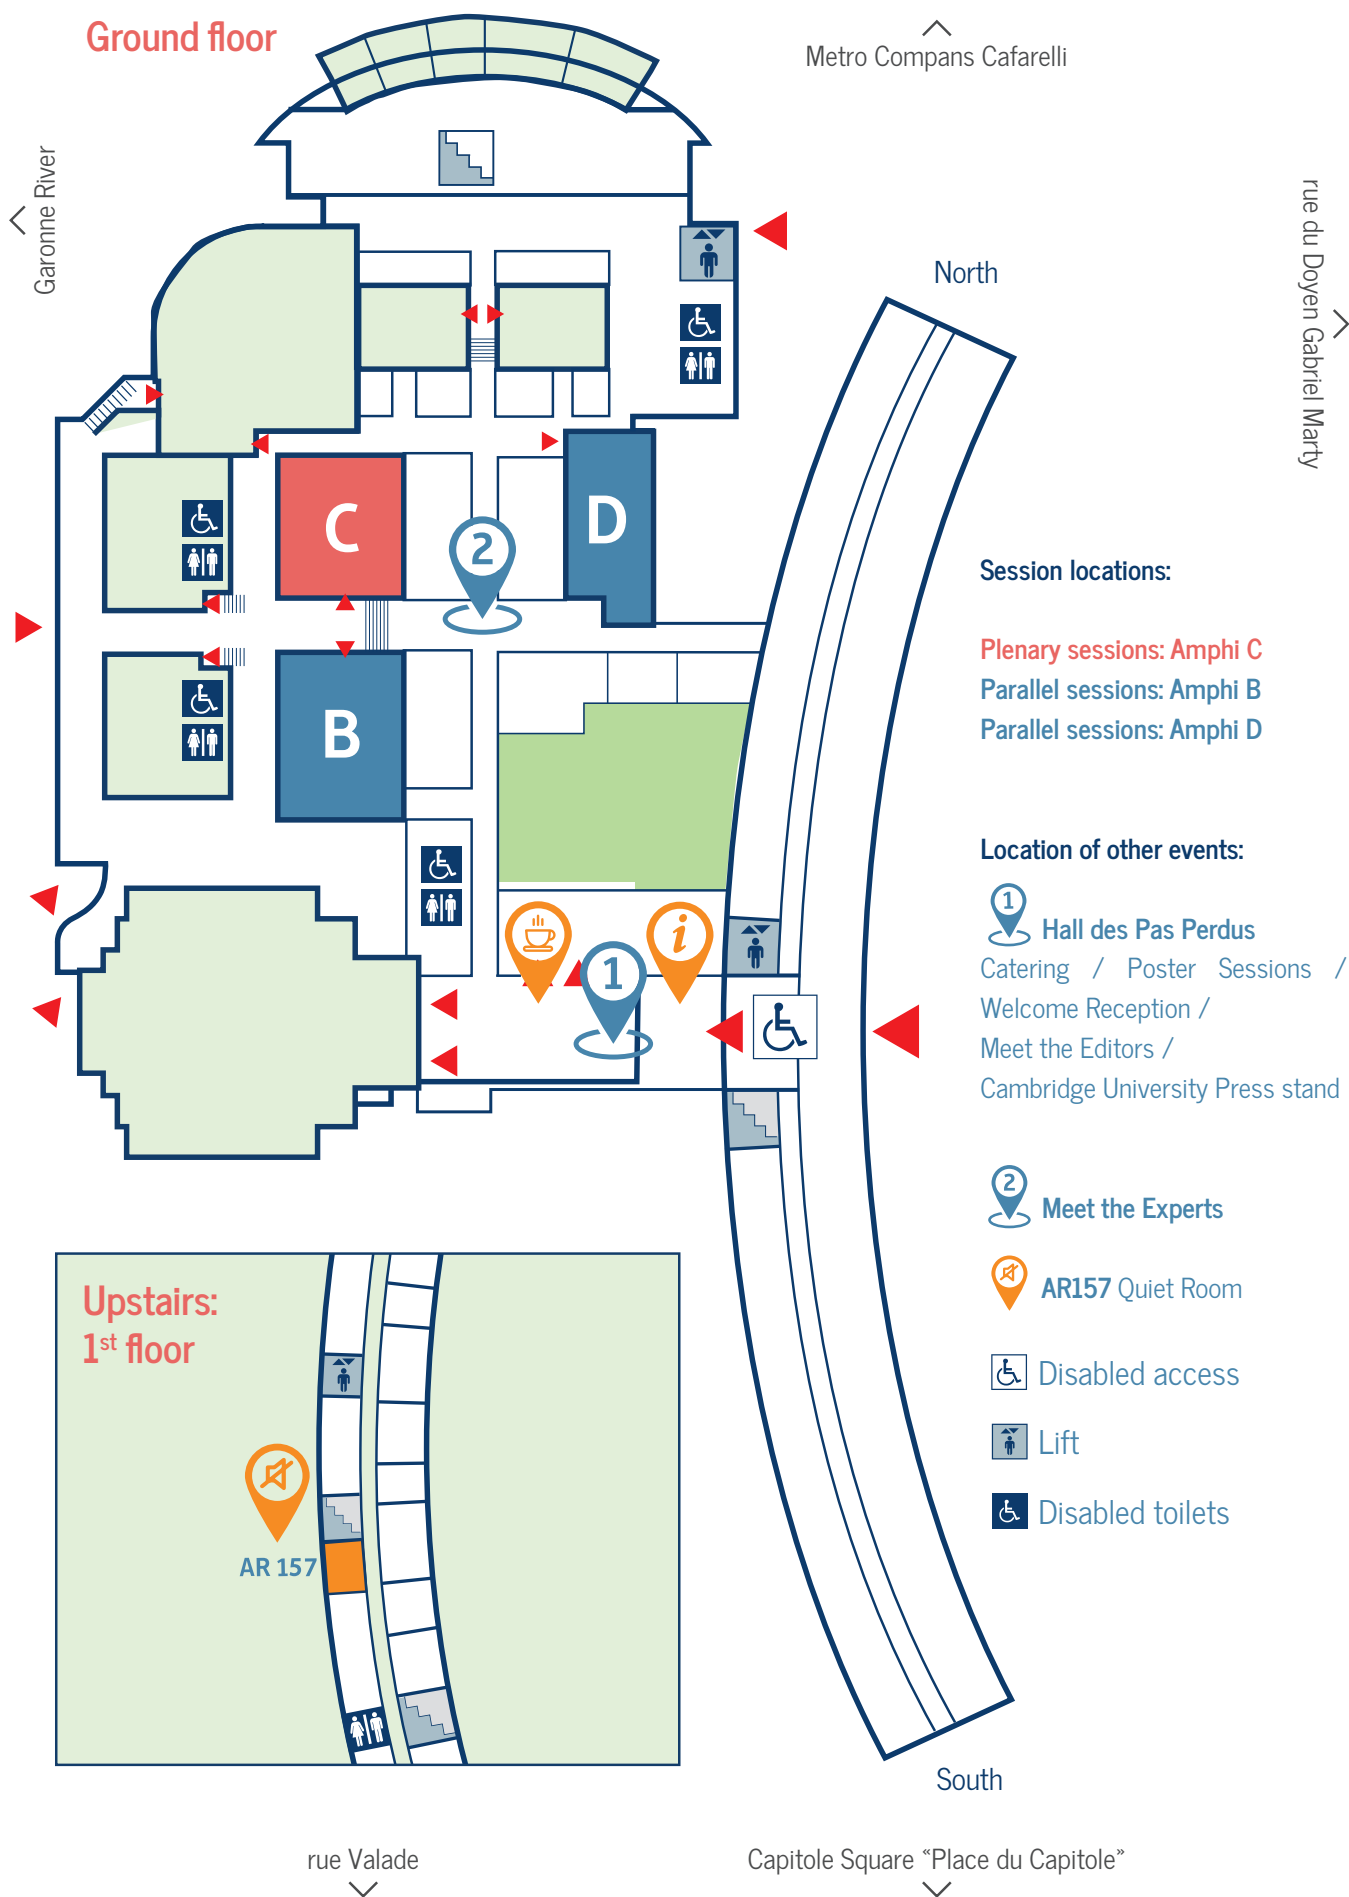 Ground floor
Metro Compans Cafarelli
Garonne River
rue du Doyen Gabriel Marty
North
C
2
D
B
i
1
Session locations:
Plenary sessions: Amphi C
Parallel sessions: Amphi B
Parallel sessions: Amphi D
Location of other events:
1
Hall des Pas Perdus
Catering / Poster Sessions /
Welcome Reception /
Meet the Editors /
Cambridge University Press stand
2
Meet the Experts
AR157 Quiet Room
Disabled access
Lift
Disabled toilets
Upstairs:
1st floor
AR 157
South
rue Valade
Capitole Square “Place du Capitole”